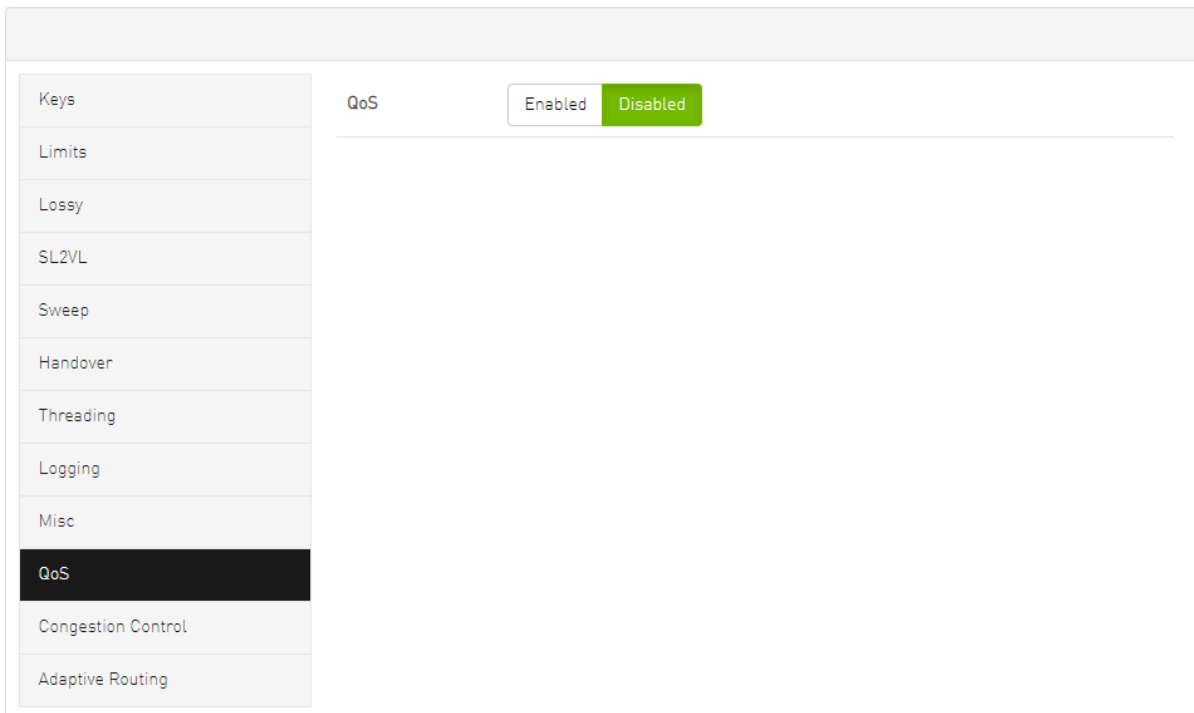 Keys
QoS Enabled Disabled
Limits
Lossy
SL2VL
Sweep
Handover
Threading
Logging
Misc
QoS
Congestion Control
Adaptive Routing